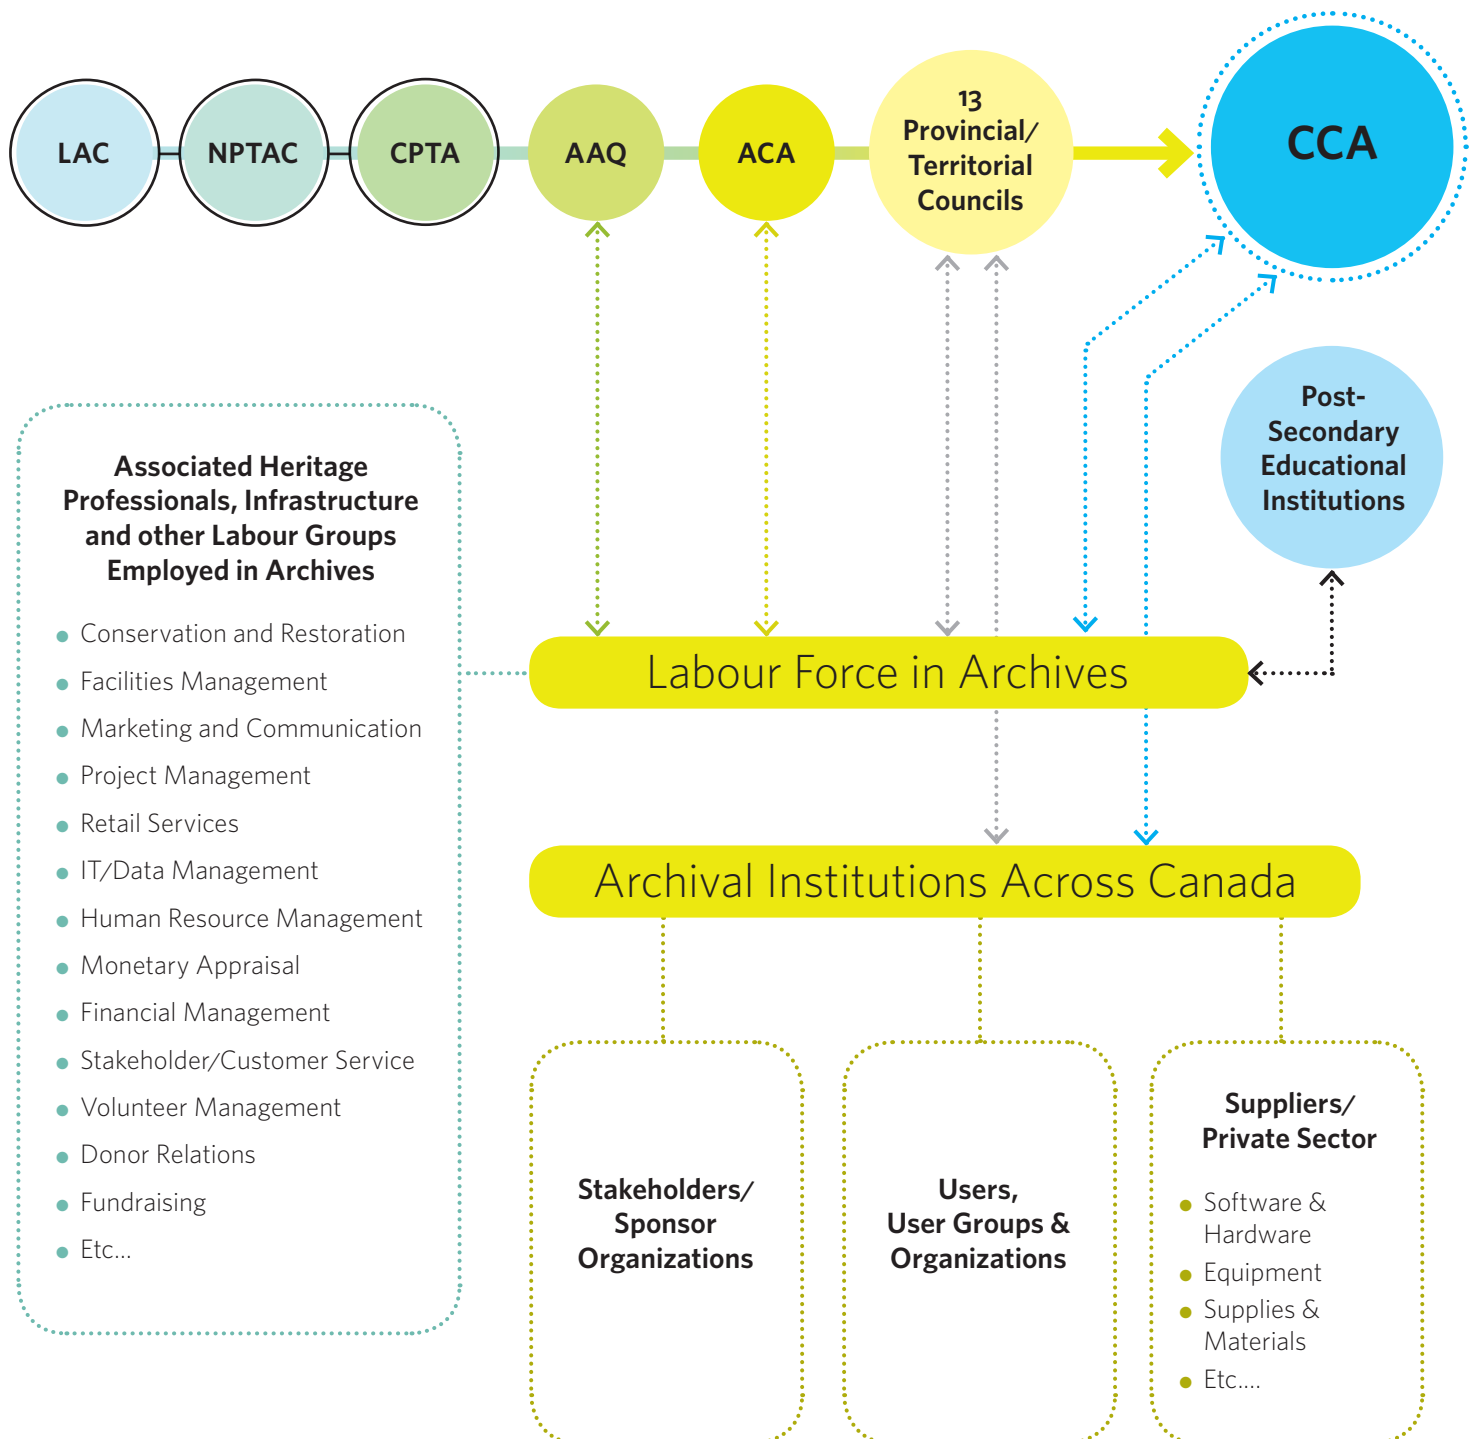 LAC
NPTAC
CPTA
AAQ
ACA
13
Provincial/
Territorial
Councils
CCA
Post-
Secondary
Educational
Institutions
Associated Heritage
Professionals, Infrastructure
and other Labour Groups
Employed in Archives
Conservation and Restoration
Facilities Management
Marketing and Communication
Project Management
Retail Services
IT/Data Management
Human Resource Management
Monetary Appraisal
Financial Management
Stakeholder/Customer Service
Volunteer Management
Donor Relations
Fundraising
Etc...
Labour Force in Archives
Archival Institutions Across Canada
Stakeholders/
Sponsor
Organizations
Users,
User Groups &
Organizations
Suppliers/
Private Sector
Software &
Hardware
Equipment
Supplies &
Materials
Etc....